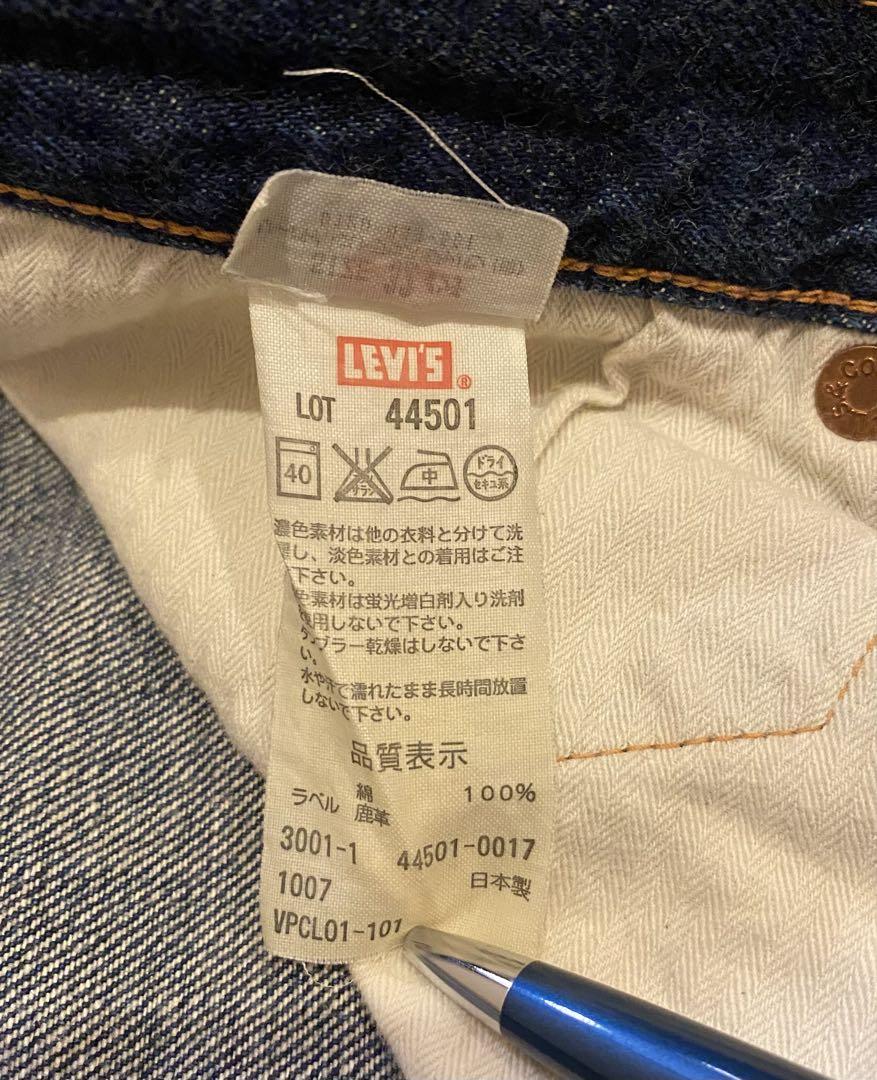 LEVI'S®
LOT 44501
40
中
ドライ
セキユ系
濃色素材は他の衣料と分けて洗
し、淡色素材との着用はご注
下さい。
色素材は蛍光増白剤入り洗剤
用しないで下さい。
タンブラー乾燥はしないで下さ
い。
水や汗で濡れたまま長時間放置
しないで下さい。
品質表示
綿 100%
ラベル 鹿革
3001-1 44501-0017
1007 日本製
VPCL01-101